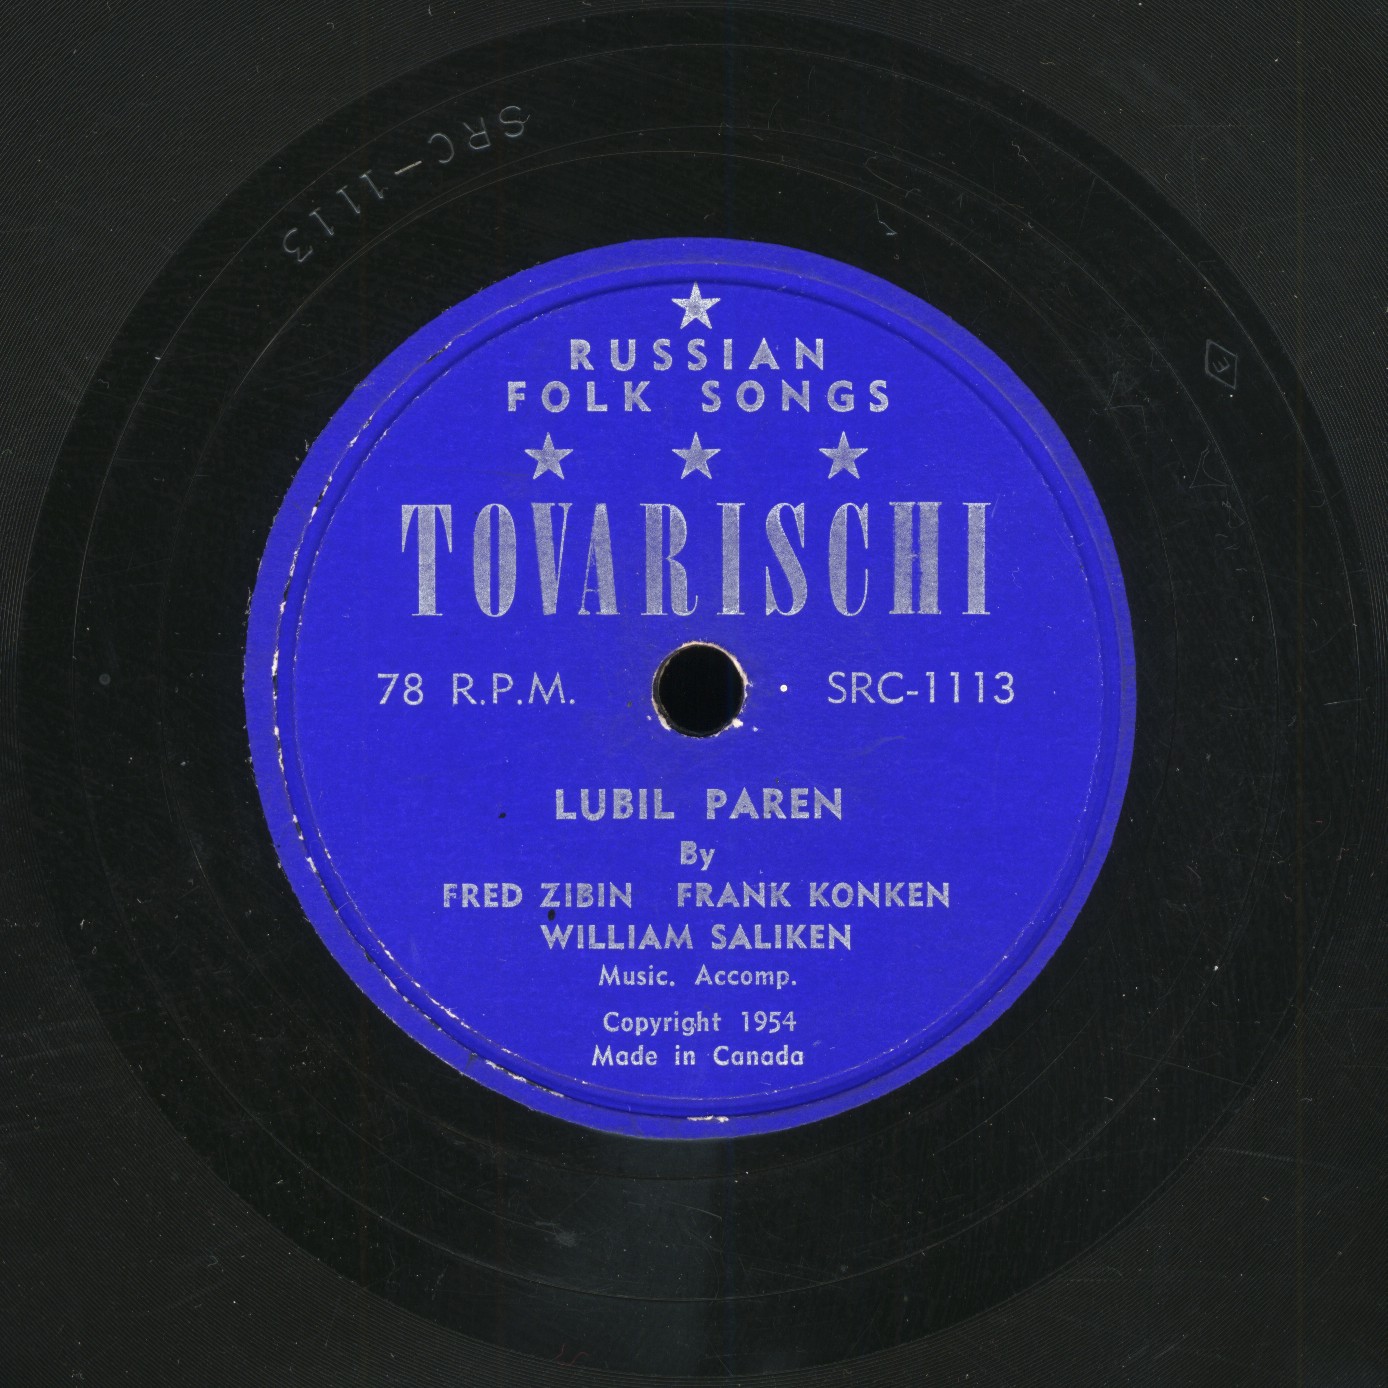 SRC-1113
RUSSIAN
FOLK SONGS
TOVARISCHI
78 R.P.M. SRC-1113
LUBIL PAREN
By
FRED ZIBIN FRANK KONKEN
WILLIAM SALIKEN
Music. Accomp.
Copyright 1954
Made in Canada